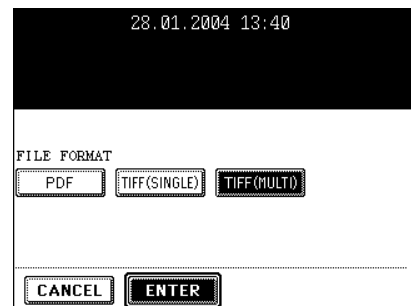 28.01.2004 13:40
FILE FORMAT
PDF TIFF(SINGLE) TIFF(MULTI)
CANCEL ENTER